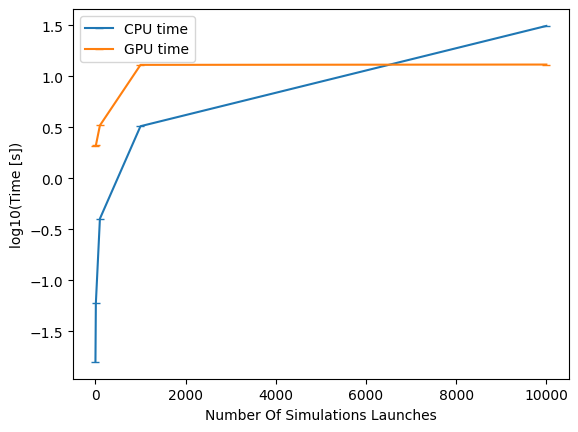 CPU time
GPU time
1.5
1.0
0.5
0.0
−0.5
−1.0
−1.5
log10(Time [s])
0 2000 4000 6000 8000 10000
Number Of Simulations Launches